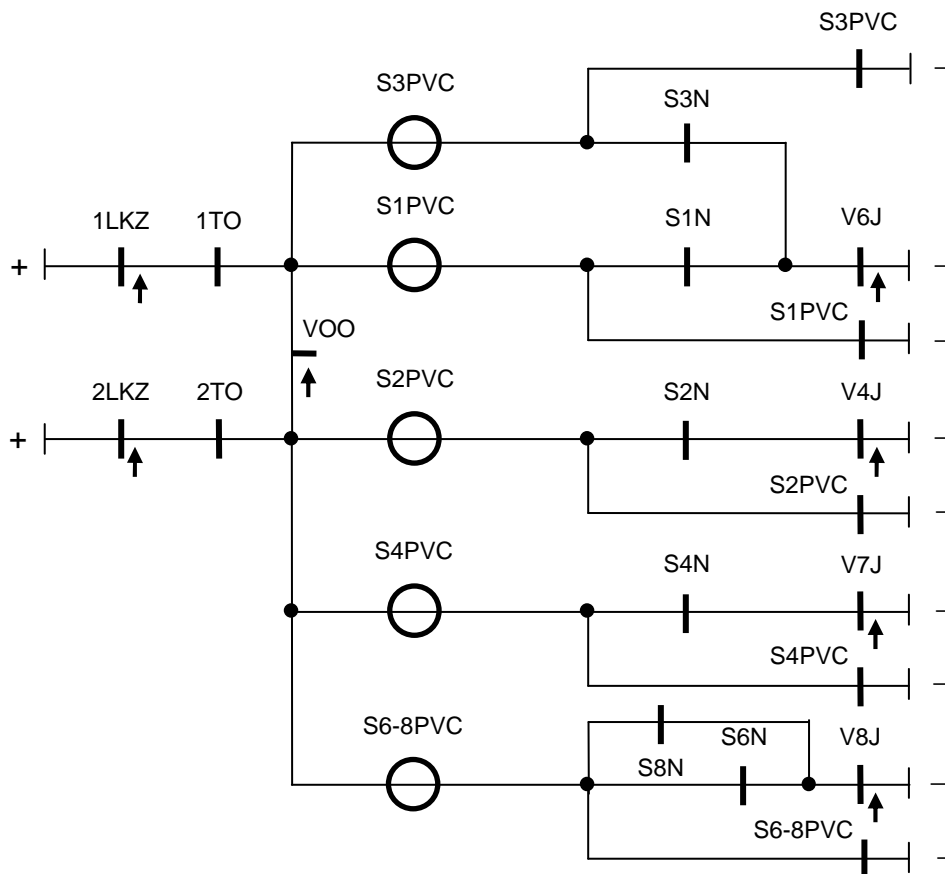 S3PVC
S3PVC
–
S3N
1LKZ 1TO S1PVC S1N V6J
+ –
VOO S1PVC
–
2LKZ 2TO S2PVC S2N V4J
+ –
S2PVC
–
S4PVC S4N V7J
–
S4PVC
–
S6-8PVC S6N V8J
S8N
–
S6-8PVC
–